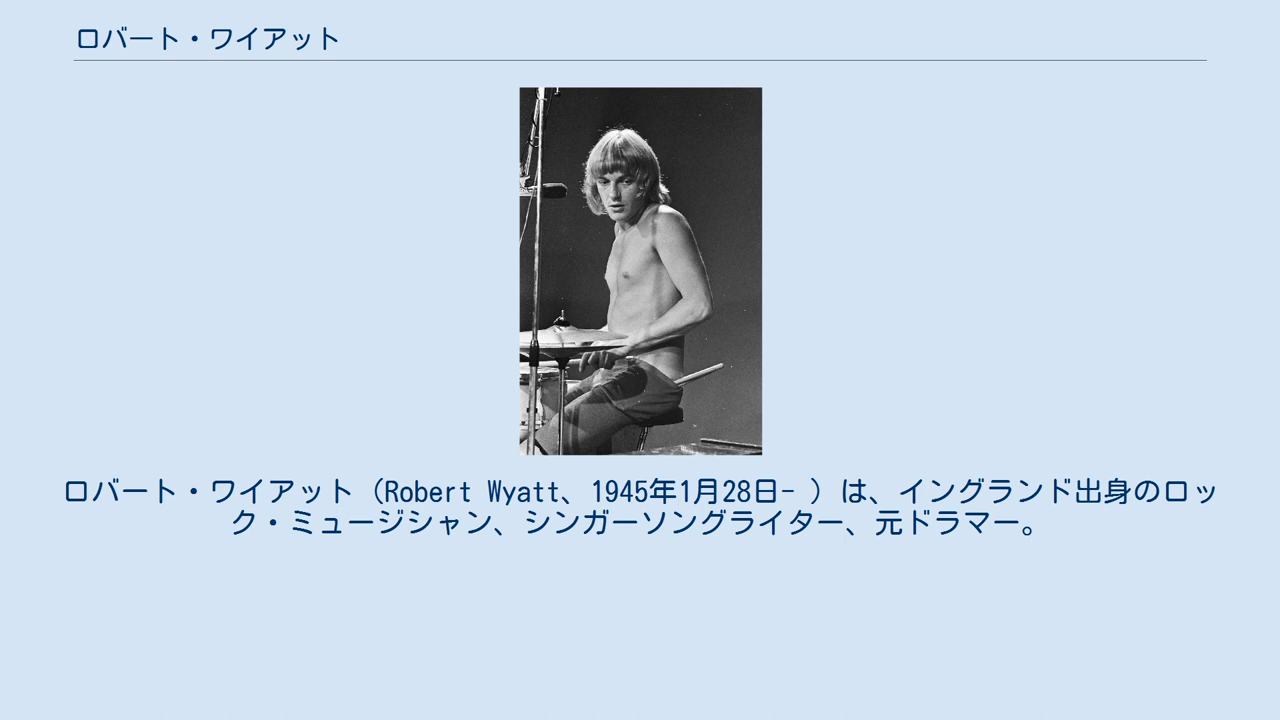 ロバート・ワイアット
ロバート・ワイアット（Robert Wyatt、1945年1月28日- ）は、イングランド出身のロッ
ク・ミュージシャン、シンガーソングライター、元ドラマー。